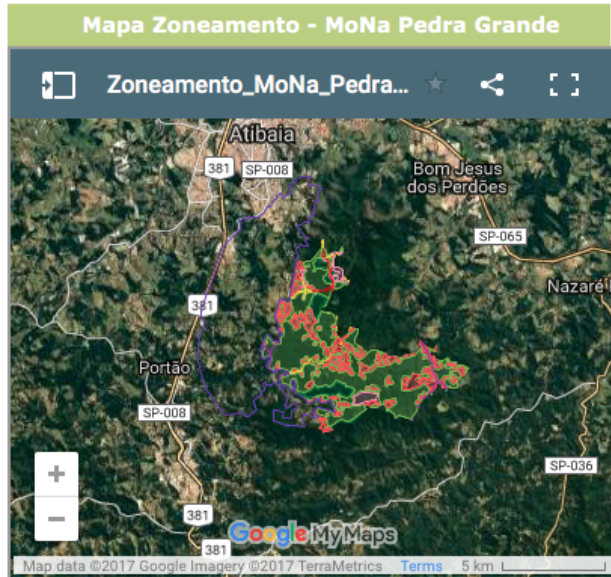 Mapa Zoneamento - MoNa Pedra Grande
Zoneamento_MoNa_Pedra...
Atibaia
381
SP-008
Bom Jesus
dos Perdões
SP-065
Nazaré
381
Portão
SP-008
SP-036
381
Google My Maps
381
Map data ©2017 Google Imagery ©2017 TerraMetrics Terms 5 km